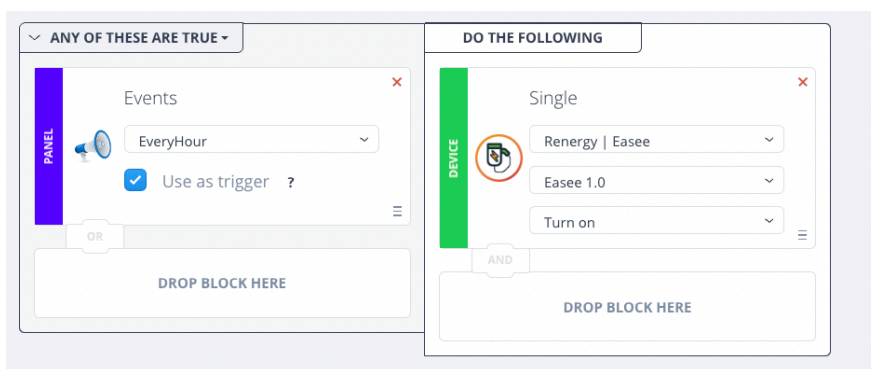 ANY OF THESE ARE TRUE
PANEL
Events
EveryHour
Use as trigger ?
OR
DROP BLOCK HERE
DO THE FOLLOWING
DEVICE
Single
Renergy | Easee
Easee 1.0
Turn on
AND
DROP BLOCK HERE